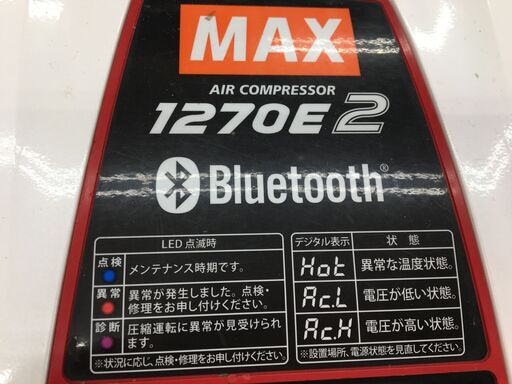 MAX
AIR COMPRESSOR
1270E2
Bluetooth®
LED 点滅時
点検 メンテナンス時期です。
異常 異常が発生しました。点検・
修理をお申し付けください。
診断 圧縮運転に異常が見受けられ
ます。
※状況に応じ、点検・修理をお申し付けください。
デジタル表示 状態
Hot 異常な温度状態。
Ac.L 電圧が低い状態。
Ac.H 電圧が高い状態。
※設置場所、電源状態を見直してください。